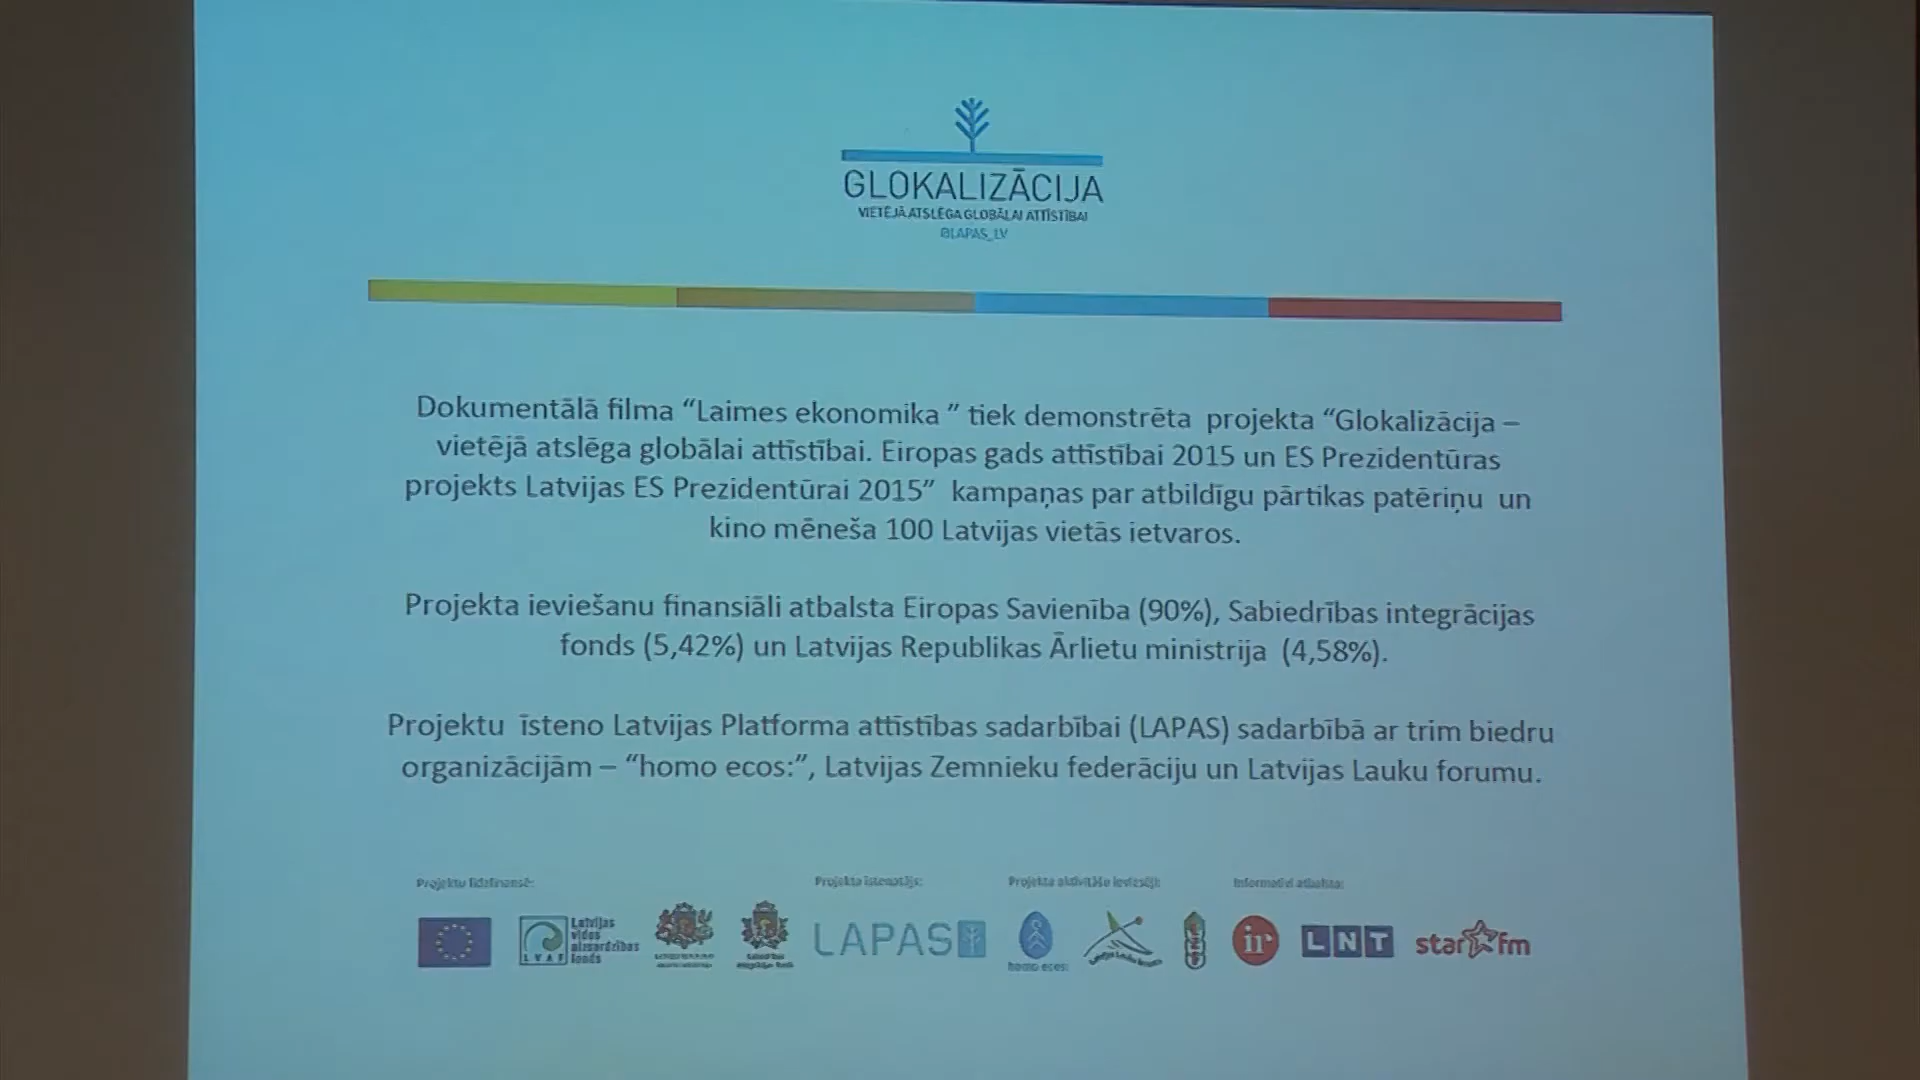 GLOKALIZĀCIJA
VIETĒJĀ ATSLĒGA GLOBĀLAI ATTĪSTĪBAI
@LAPAS_LV
Dokumentālā filma “Laimes ekonomika ” tiek demonstrēta projekta “Glokalizācija –
vietējā atslēga globālai attīstībai. Eiropas gads attīstībai 2015 un ES Prezidentūras
projekts Latvijas ES Prezidentūrai 2015” kampaņas par atbildīgu pārtikas patēriņu un
kino mēneša 100 Latvijas vietās ietvaros.
Projekta ieviešanu finansiāli atbalsta Eiropas Savienība (90%), Sabiedrības integrācijas
fonds (5,42%) un Latvijas Republikas Ārlietu ministrija (4,58%).
Projektu īsteno Latvijas Platforma attīstības sadarbībai (LAPAS) sadarbībā ar trim biedru
organizācijām – “homo ecos:”, Latvijas Zemnieku federāciju un Latvijas Lauku forumu.
Projektu līdzfinansē:
Projekta īstenotājs:
Projekta aktivitāšu ieviesēji:
Informatīvi atbalsta:
Latvijas
vides
aizsardzības
fonds
LVAF
LAPAS
homo ecos:
ir
LNT
star fm